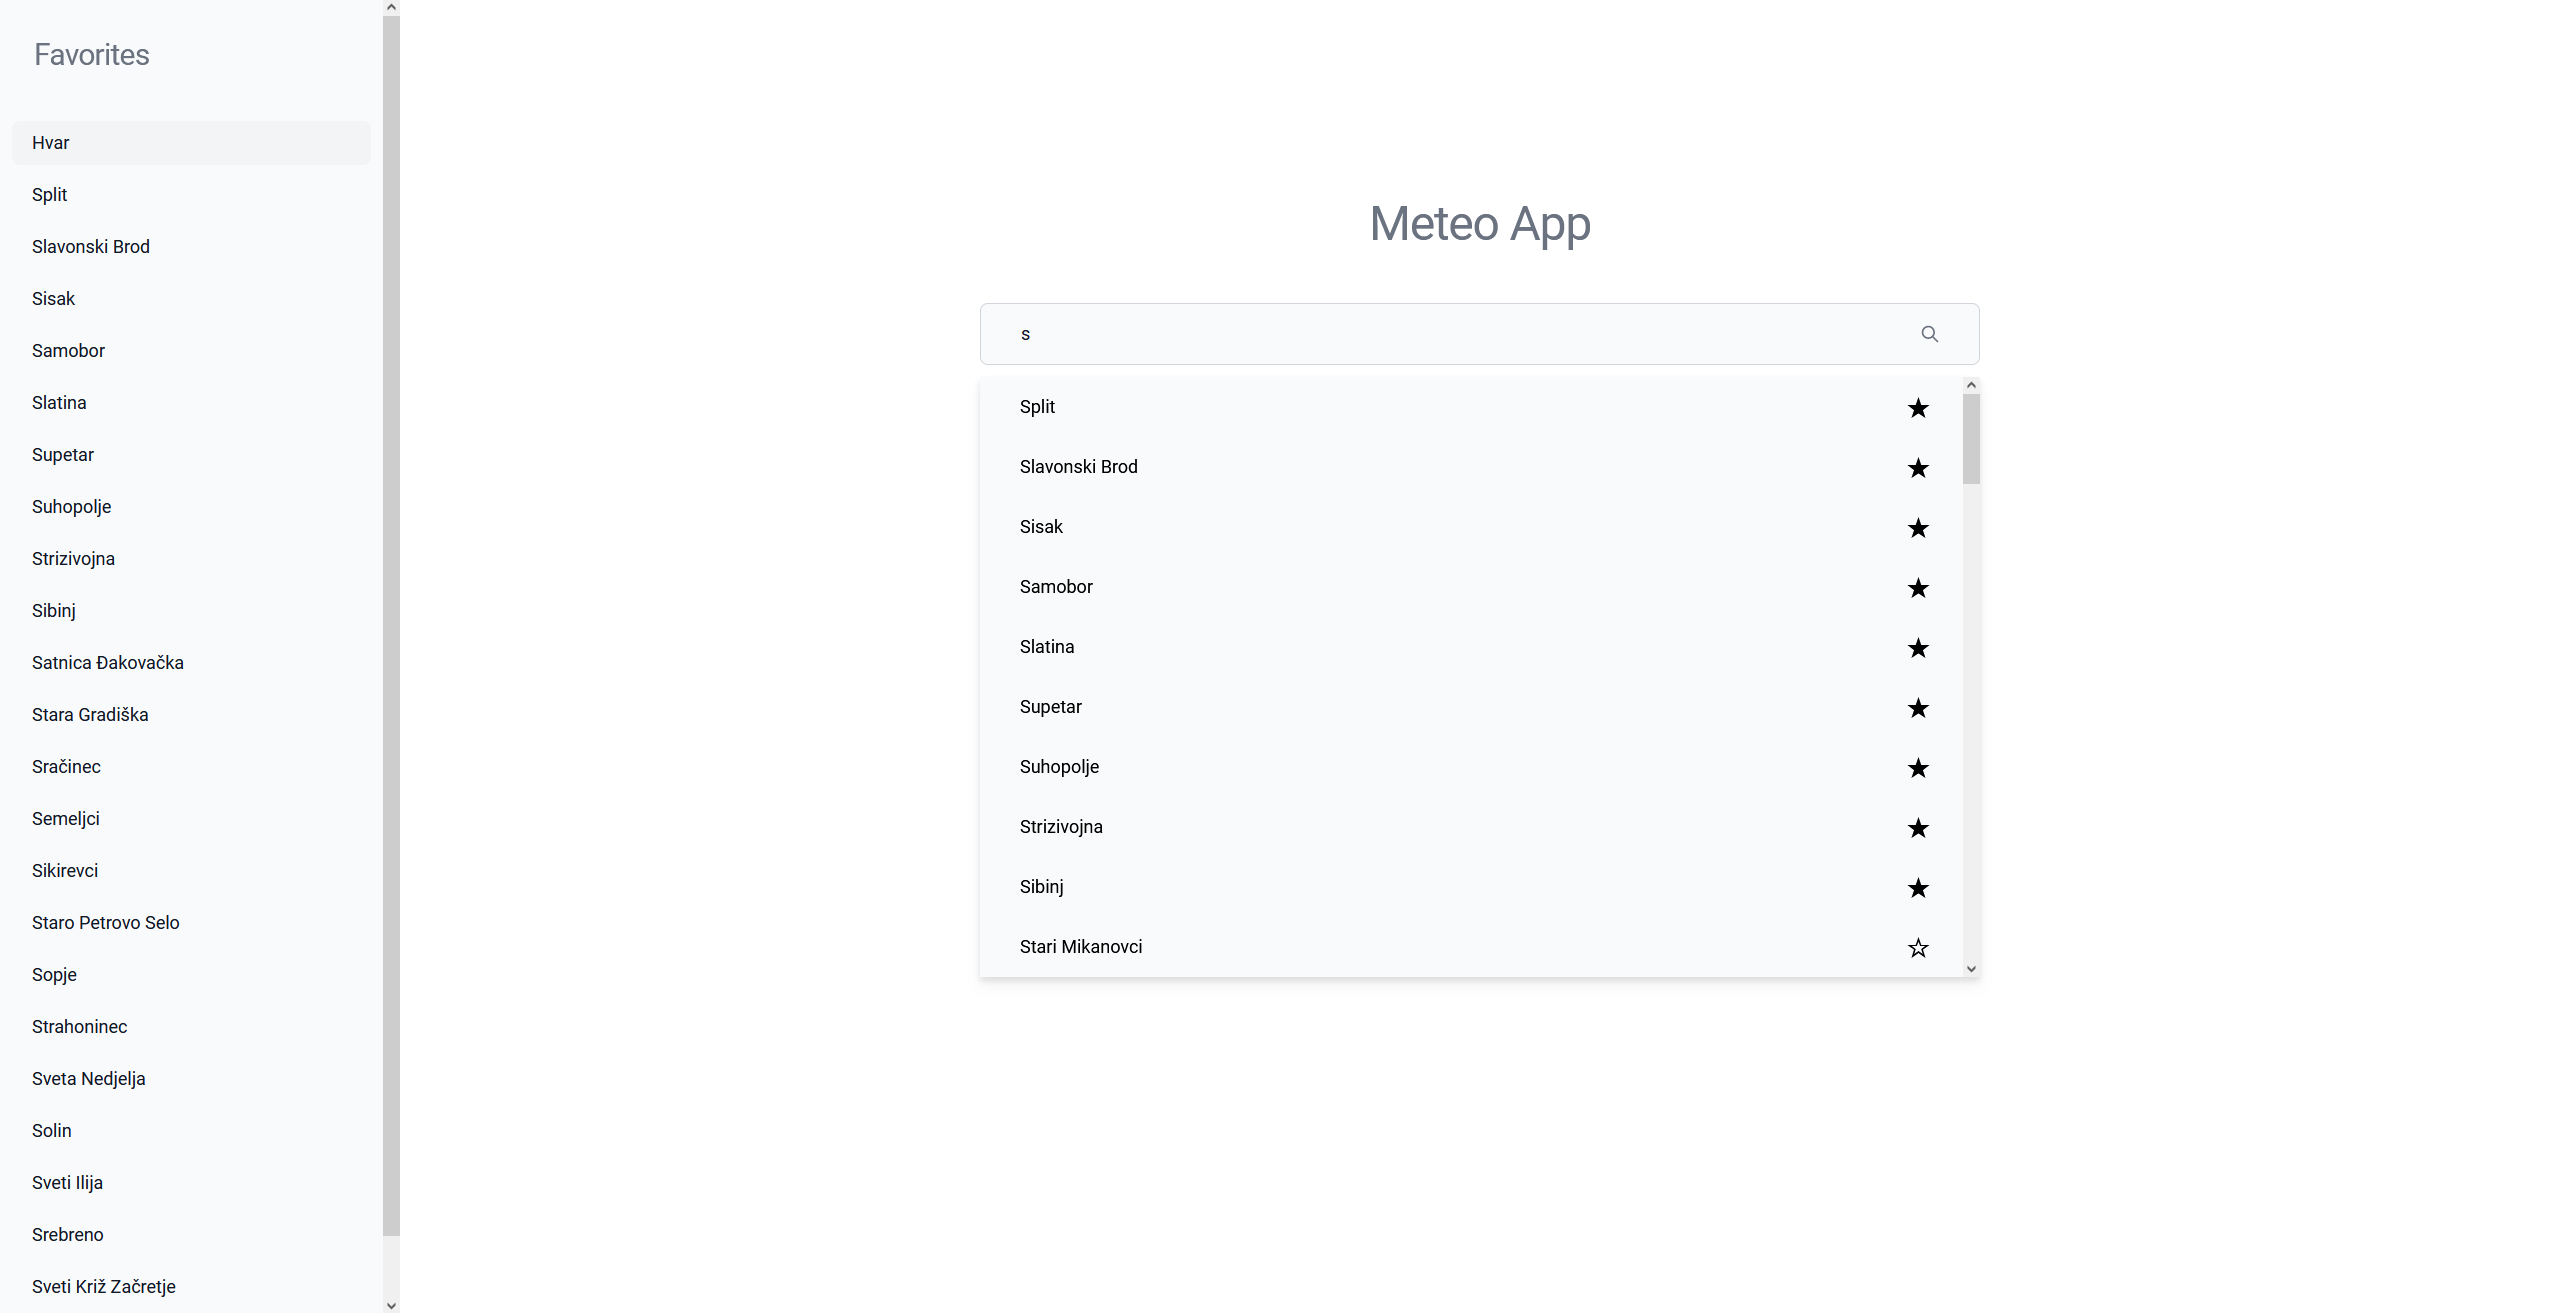 Favorites
Hvar
Split
Slavonski Brod
Sisak
Samobor
Slatina
Supetar
Suhopolje
Strizivojna
Sibinj
Satnica Đakovačka
Stara Gradiška
Sračinec
Semeljci
Sikirevci
Staro Petrovo Selo
Sopje
Strahoninec
Sveta Nedjelja
Solin
Sveti Ilija
Srebreno
Sveti Križ Začretje
Meteo App
s
Split
Slavonski Brod
Sisak
Samobor
Slatina
Supetar
Suhopolje
Strizivojna
Sibinj
Stari Mikanovci